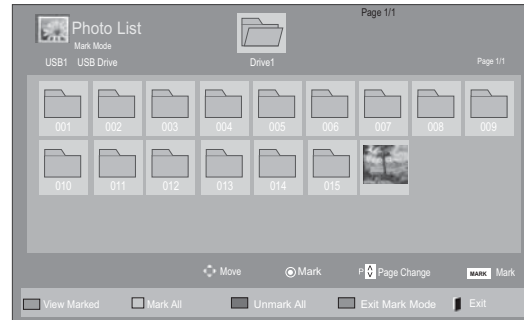 Page 1/1
Photo List
Mark Mode
USB1 USB Drive Drive1 Page 1/1
001 002 003 004 005 006 007 008 009
010 011 012 013 014 015
Move Mark P Page Change MARK Mark
View Marked Mark All Unmark All Exit Mark Mode Exit